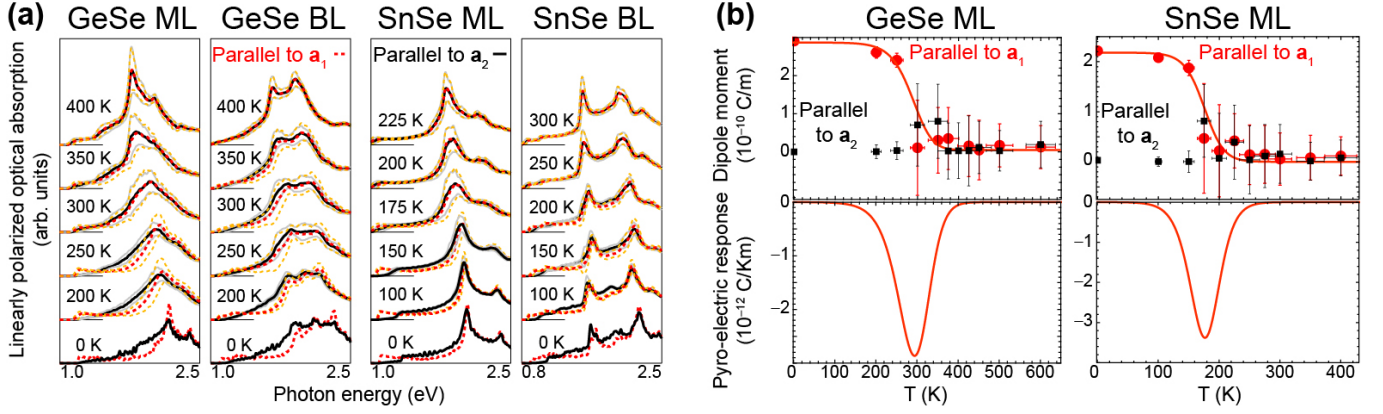 (a) GeSe ML GeSe BL SnSe ML SnSe BL
Linearly polarized optical absorption
(arb. units)
Parallel to a1
Parallel to a2
400 K
350 K
300 K
250 K
200 K
0 K
1.0 2.5
400 K
350 K
300 K
250 K
200 K
0 K
1.0 2.5
225 K
200 K
175 K
150 K
100 K
0 K
1.0 2.5
300 K
250 K
200 K
150 K
100 K
0 K
0.8 2.5
Photon energy (eV)
(b) GeSe ML SnSe ML
Dipole moment
(10⁻¹⁰ C/m)
Pyro-electric response
(10⁻¹² C/Km)
2
0
Parallel to a1
Parallel
to a2
0
−1
−2
0 100 200 300 400 500 600
T (K)
2
1
0
Parallel to a1
Parallel
to a2
0
−1
−2
−3
0 100 200 300 400
T (K)